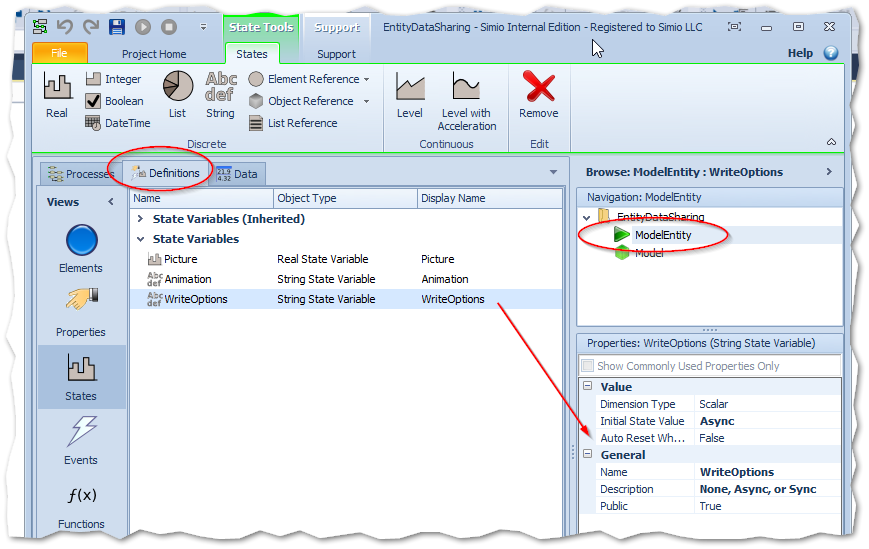 State Tools
Support
EntityDataSharing - Simio Internal Edition - Registered to Simio LLC
File
Project Home
States
Support
Help
Real
Integer
Boolean
DateTime
List
Abc
def
String
Element Reference
Object Reference
List Reference
Discrete
Level
Level with
Acceleration
Continuous
Remove
Edit
Processes
Definitions
21.9
4.32
Data
Browse: ModelEntity : WriteOptions
Views
Elements
Properties
States
Events
f(x)
Functions
Name Object Type Display Name
State Variables (Inherited)
State Variables
Picture Real State Variable Picture
Abc
def
Animation String State Variable Animation
Abc
def
WriteOptions String State Variable WriteOptions
Navigation: ModelEntity
EntityDataSharing
ModelEntity
Model
Properties: WriteOptions (String State Variable)
Show Commonly Used Properties Only
Value
Dimension Type Scalar
Initial State Value Async
Auto Reset Wh... False
General
Name WriteOptions
Description None, Async, or Sync
Public True